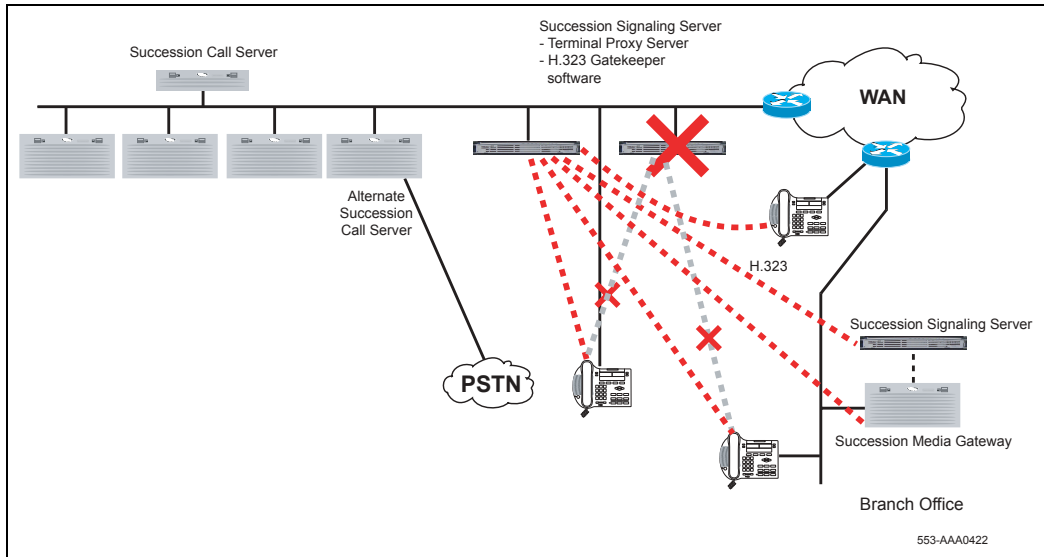 Succession Signaling Server
- Terminal Proxy Server
- H.323 Gatekeeper
software
Succession Call Server
WAN
Alternate
Succession
Call Server
H.323
Succession Signaling Server
PSTN
Succession Media Gateway
Branch Office
553-AAA0422